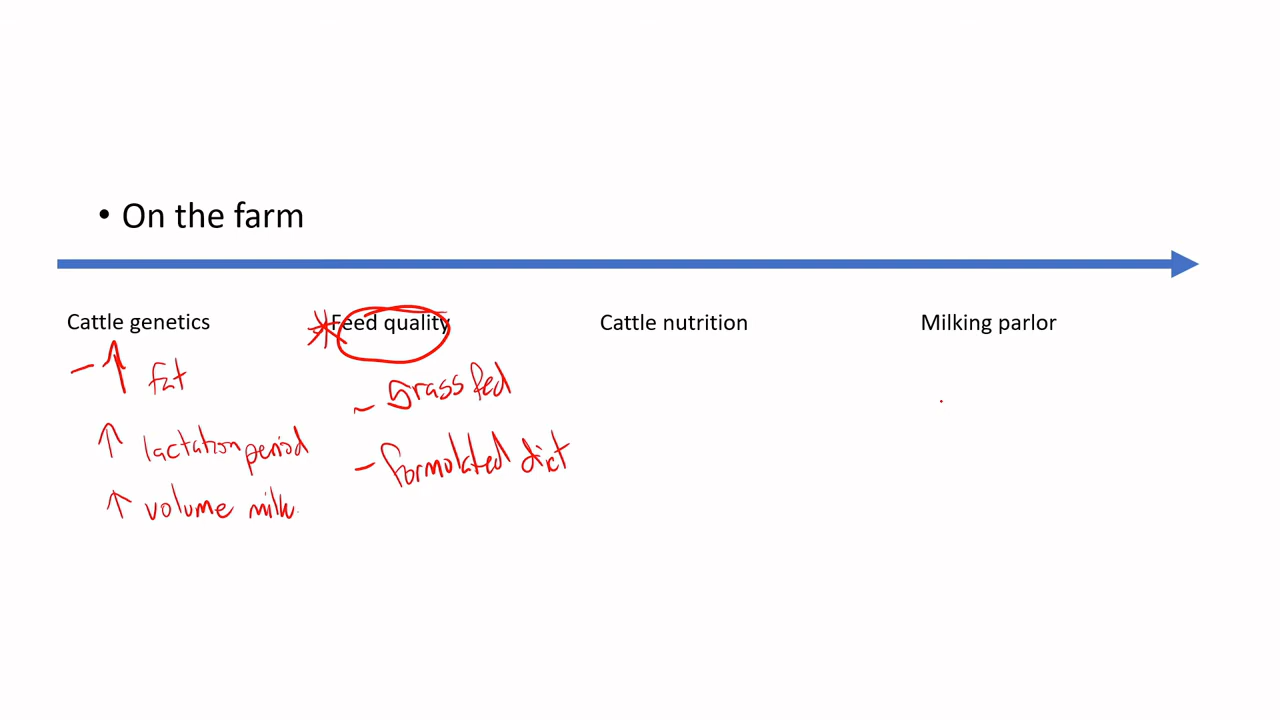 • On the farm
Cattle genetics
- ↑ fat
↑ lactation period
↑ volume milk
* Feed quality
- Grass fed
- formulated diet
Cattle nutrition
Milking parlor